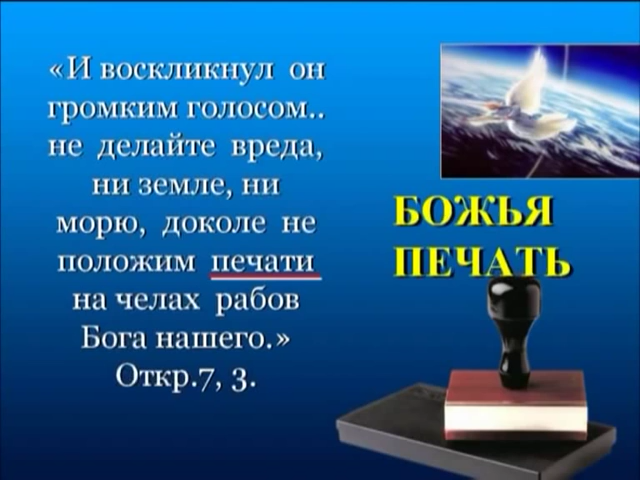 «И воскликнул он
громким голосом..
не делайте вреда,
ни земле, ни
морю, доколе не
положим печати
на челах рабов
Бога нашего.»
Откр.7, 3.
БОЖЬЯ
ПЕЧАТЬ